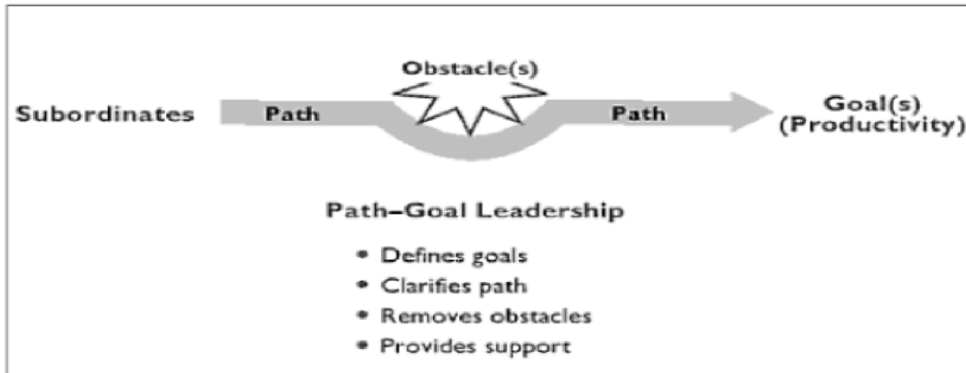 Obstacle(s)
Subordinates
Path
Path
Goal(s)
(Productivity)
Path–Goal Leadership
• Defines goals
• Clarifies path
• Removes obstacles
• Provides support